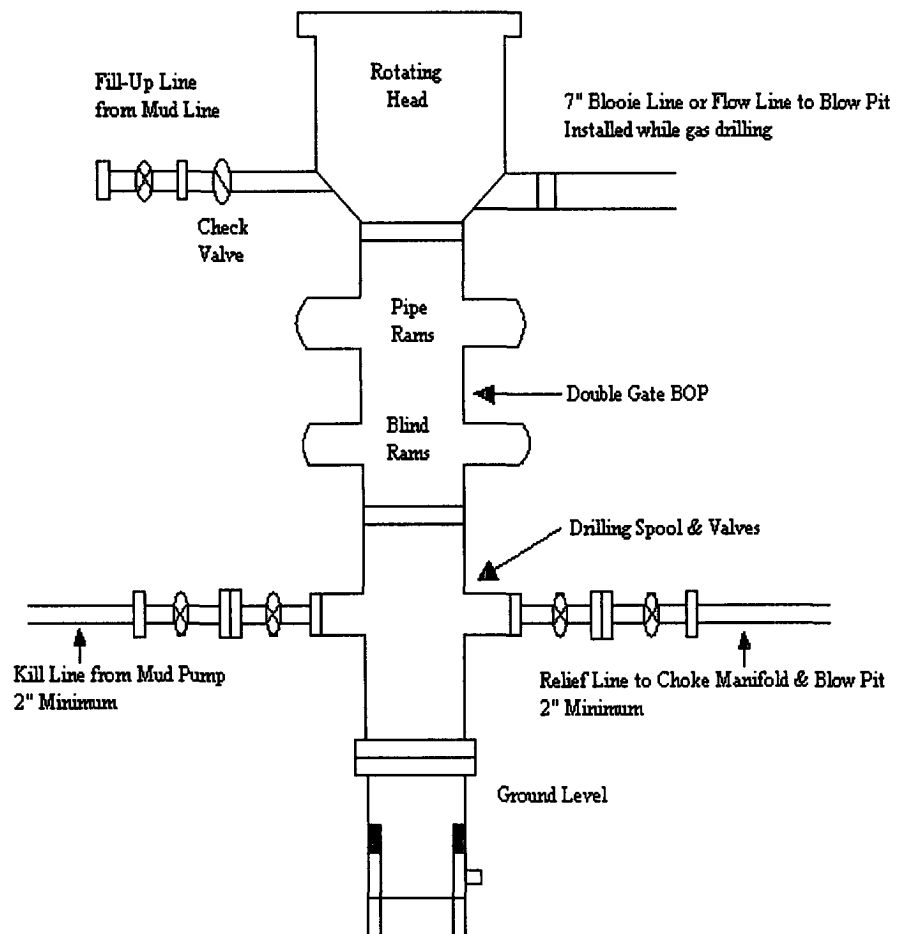 Rotating
Head
Fill-Up Line
from Mud Line
7" Blooie Line or Flow Line to Blow Pit
Installed while gas drilling
Check
Valve
Pipe
Rams
Double Gate BOP
Blind
Rams
Drilling Spool & Valves
Kill Line from Mud Pump
2" Minimum
Relief Line to Choke Manifold & Blow Pit
2" Minimum
Ground Level